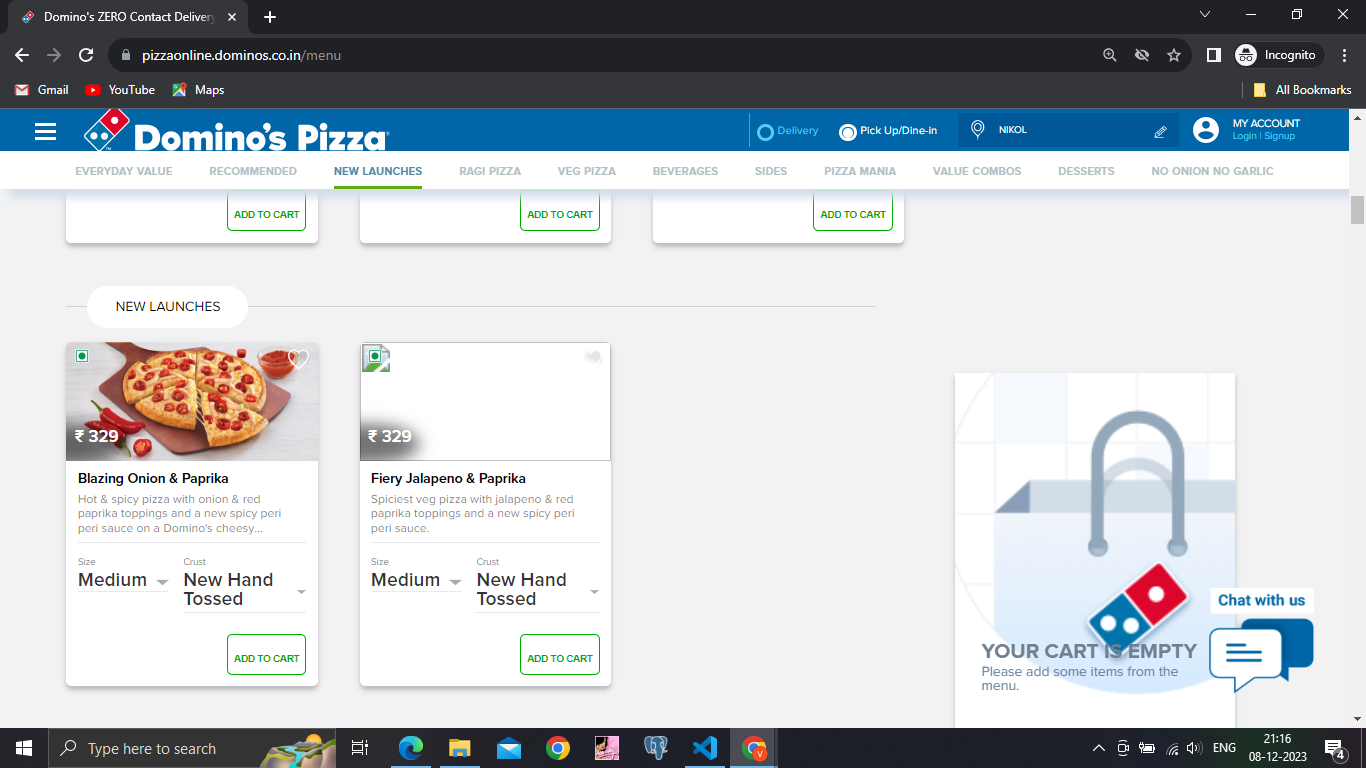 Domino's ZERO Contact Delivery
pizzaonline.dominos.co.in/menu
Incognito
Gmail
YouTube
Maps
All Bookmarks
Domino's Pizza
Delivery
Pick Up/Dine-in
NIKOL
MY ACCOUNT
Login | Signup
EVERYDAY VALUE
RECOMMENDED
NEW LAUNCHES
RAGI PIZZA
VEG PIZZA
BEVERAGES
SIDES
PIZZA MANIA
VALUE COMBOS
DESSERTS
NO ONION NO GARLIC
ADD TO CART
ADD TO CART
ADD TO CART
NEW LAUNCHES
₹ 329
Blazing Onion & Paprika
Hot & spicy pizza with onion & red
paprika toppings and a new spicy peri
peri sauce on a Domino's cheesy...
Size
Medium
Crust
New Hand
Tossed
ADD TO CART
₹ 329
Fiery Jalapeno & Paprika
Spiciest veg pizza with jalapeno & red
paprika toppings and a new spicy peri
peri sauce.
Size
Medium
Crust
New Hand
Tossed
ADD TO CART
YOUR CART IS EMPTY
Please add some items from the
menu.
Chat with us
Type here to search
V
ENG
21:16
08-12-2023
4